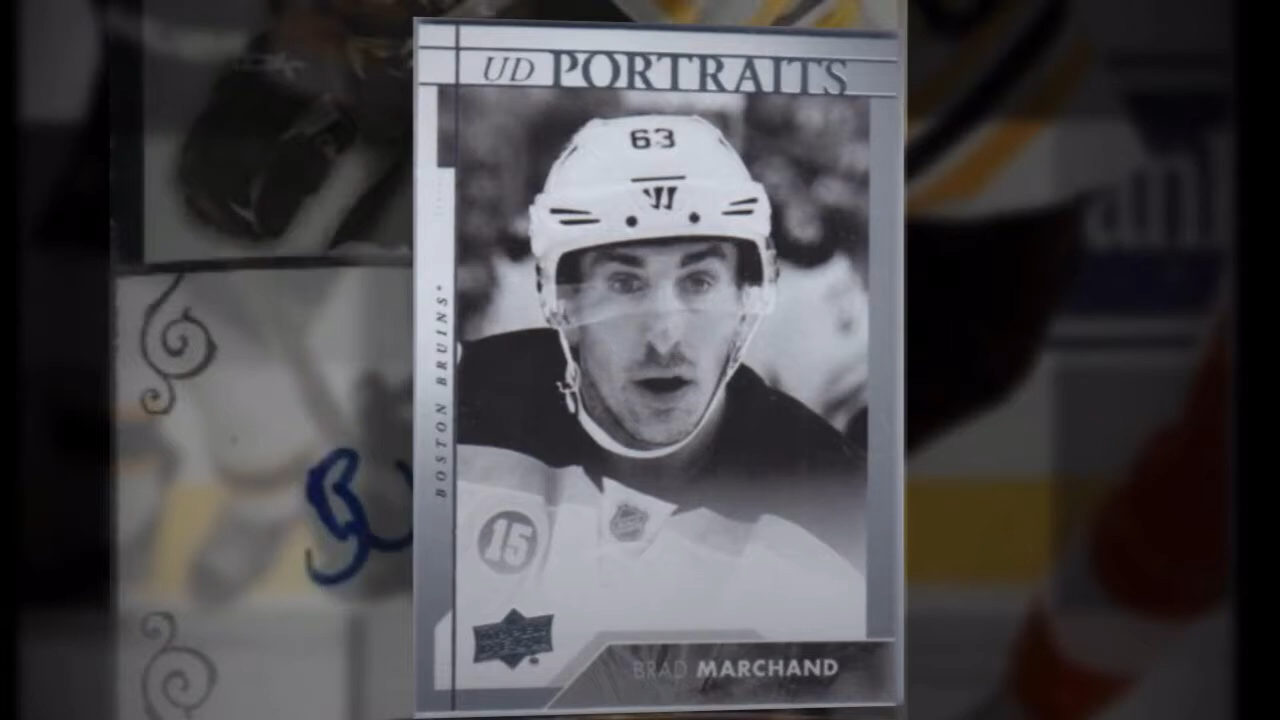 UD PORTRAITS
63
BOSTON BRUINS
15
BRAD MARCHAND